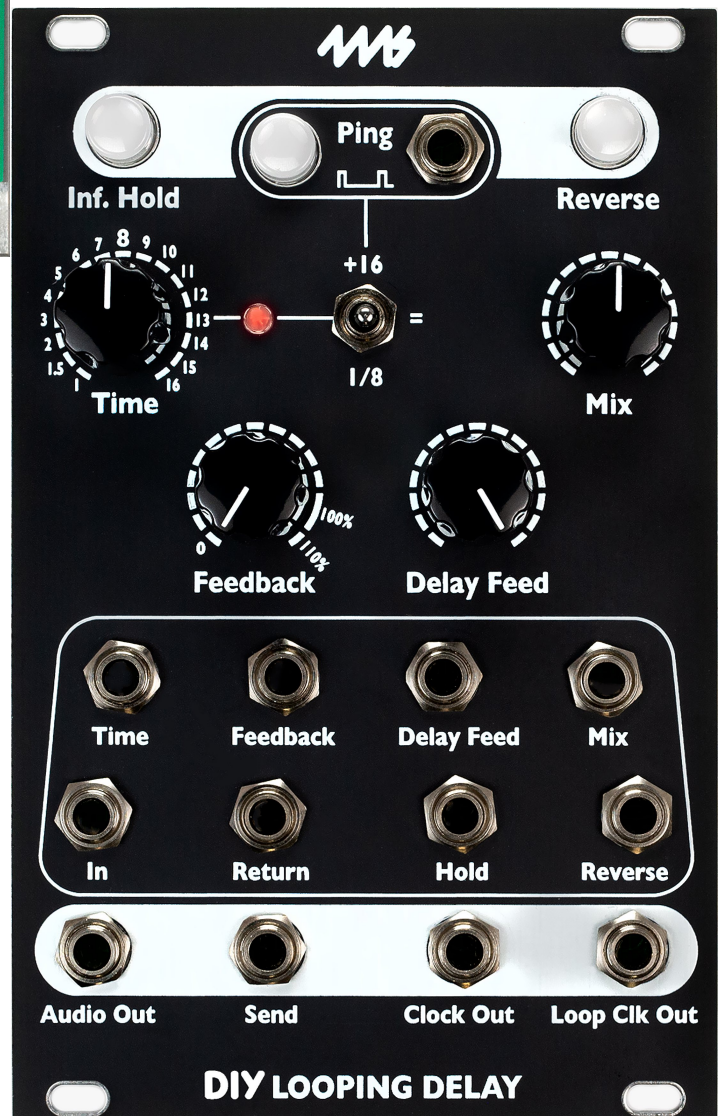 4MS
Ping
Inf. Hold
Reverse
+16
1 1.5 2 3 4 5 6 7 8 9 10 11 12 13 14 15 16
=
1/8
Time
Mix
0
100%
110%
Feedback
Delay Feed
Time
Feedback
Delay Feed
Mix
In
Return
Hold
Reverse
Audio Out
Send
Clock Out
Loop Clk Out
DIY LOOPING DELAY